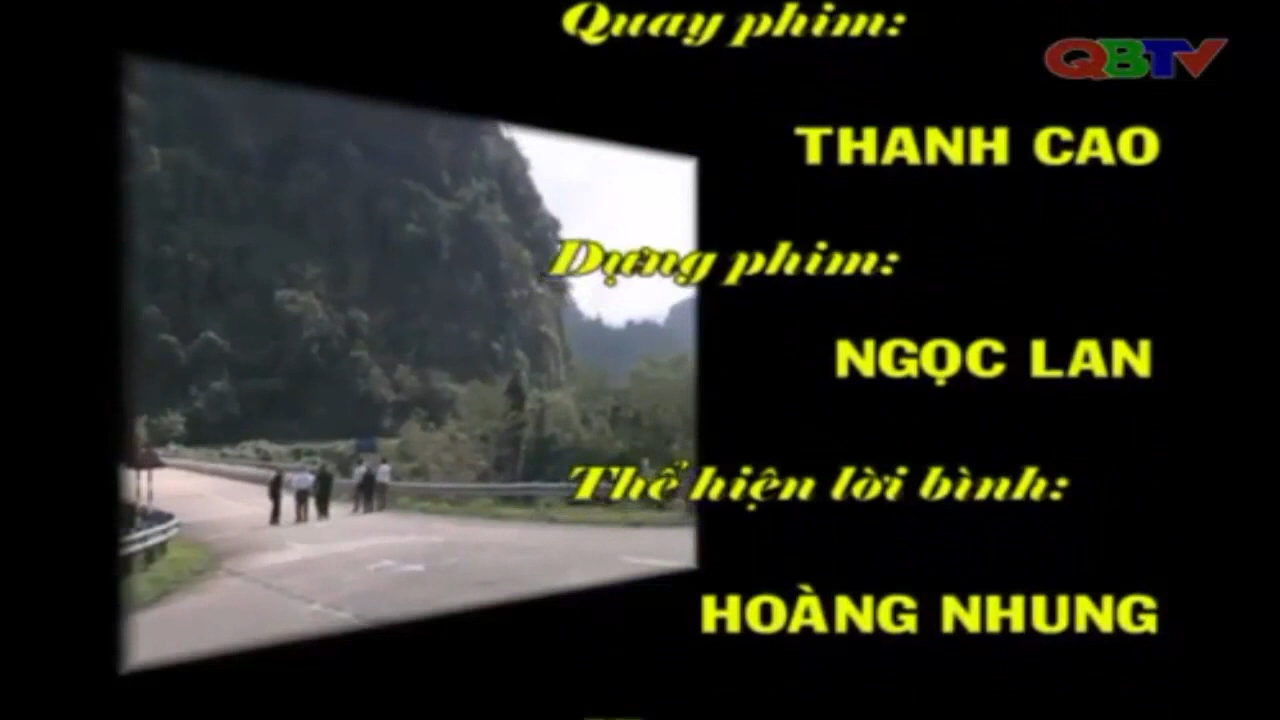 Quay phim:
QBTV
THANH CAO
Dựng phim:
NGỌC LAN
Thể hiện lời bình:
HOÀNG NHUNG